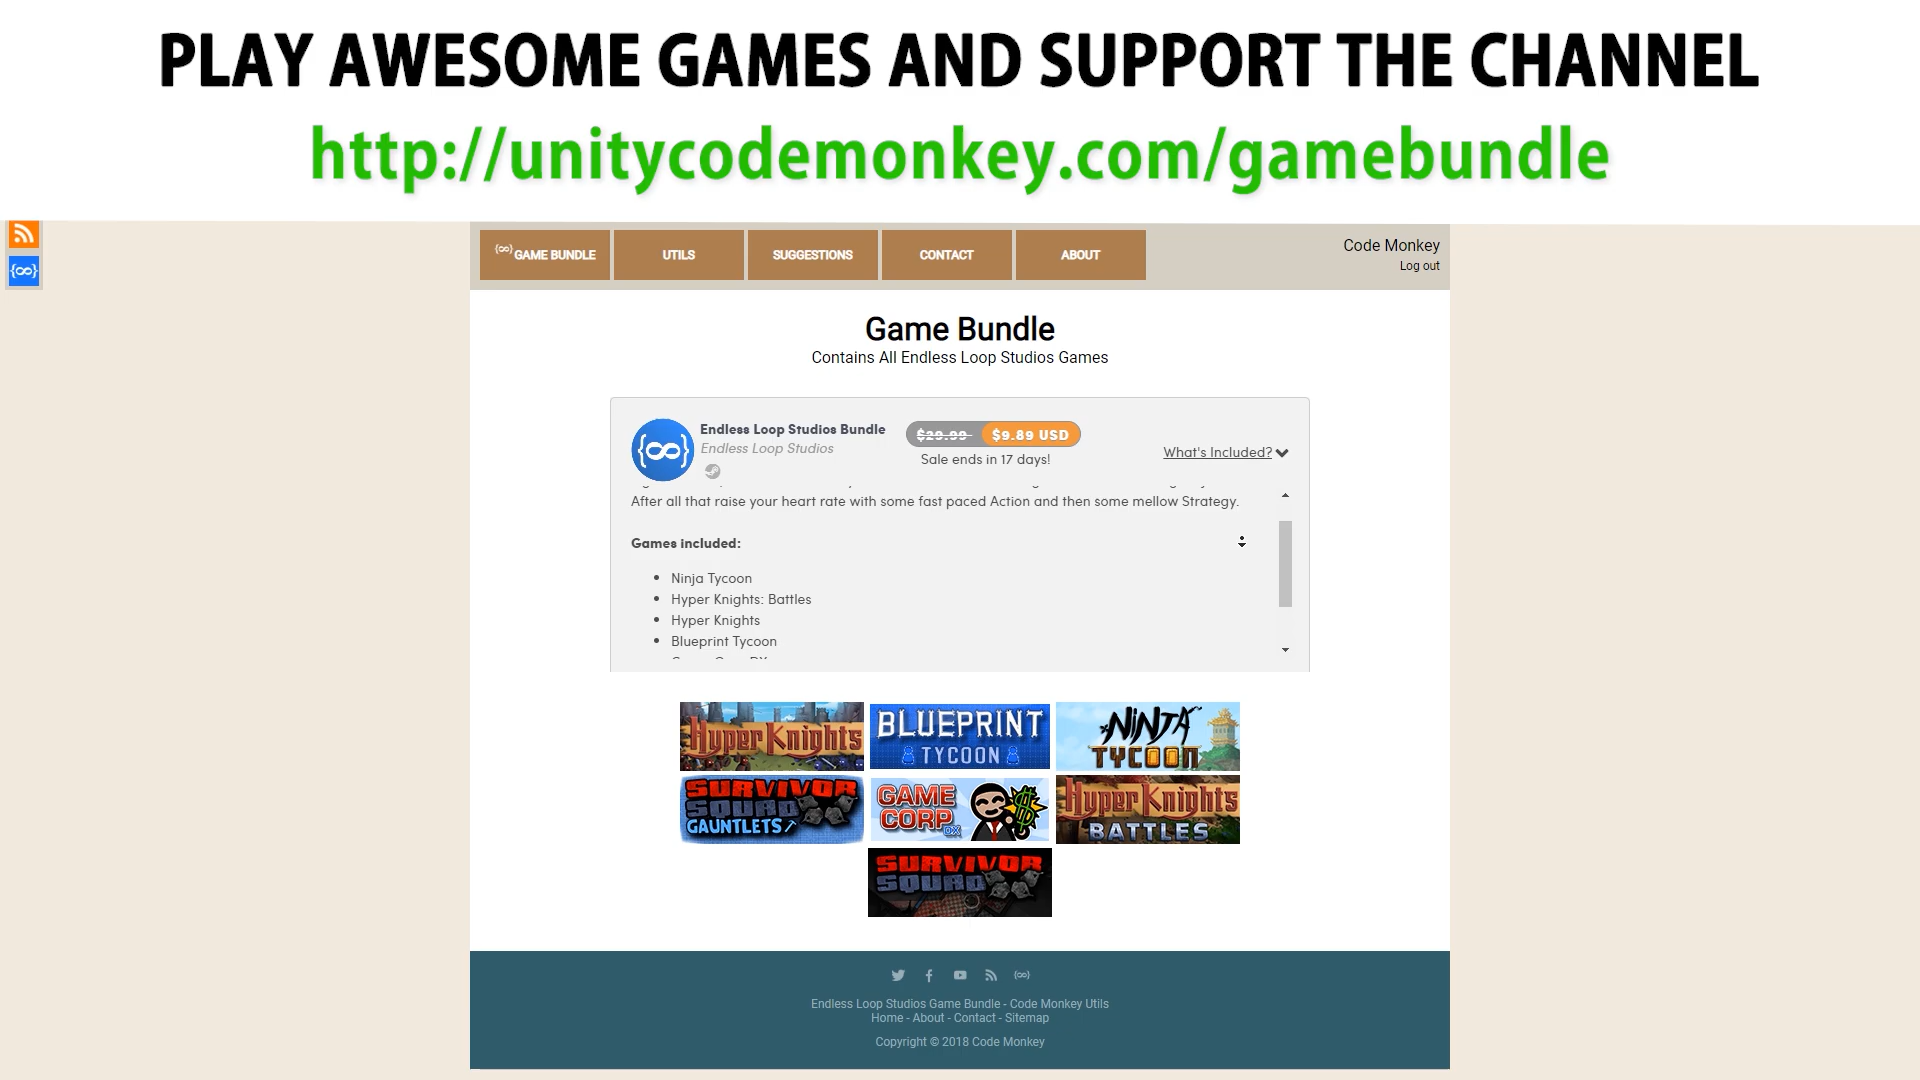 PLAY AWESOME GAMES AND SUPPORT THE CHANNEL
http://unitycodemonkey.com/gamebundle
{∞} GAME BUNDLE
UTILS
SUGGESTIONS
CONTACT
ABOUT
Code Monkey
Log out
Game Bundle
Contains All Endless Loop Studios Games
Endless Loop Studios Bundle
Endless Loop Studios
$29.99 $9.89 USD
Sale ends in 17 days!
What's Included?
After all that raise your heart rate with some fast paced Action and then some mellow Strategy.
Games included:
• Ninja Tycoon
• Hyper Knights: Battles
• Hyper Knights
• Blueprint Tycoon
Hyper Knights
BLUEPRINT
TYCOON
NINJA
TYCOON
SURVIVOR
SQUAD
GAUNTLETS
GAME
CORP DX
Hyper Knights
BATTLES
SURVIVOR
SQUAD
Endless Loop Studios Game Bundle - Code Monkey Utils
Home - About - Contact - Sitemap
Copyright © 2018 Code Monkey